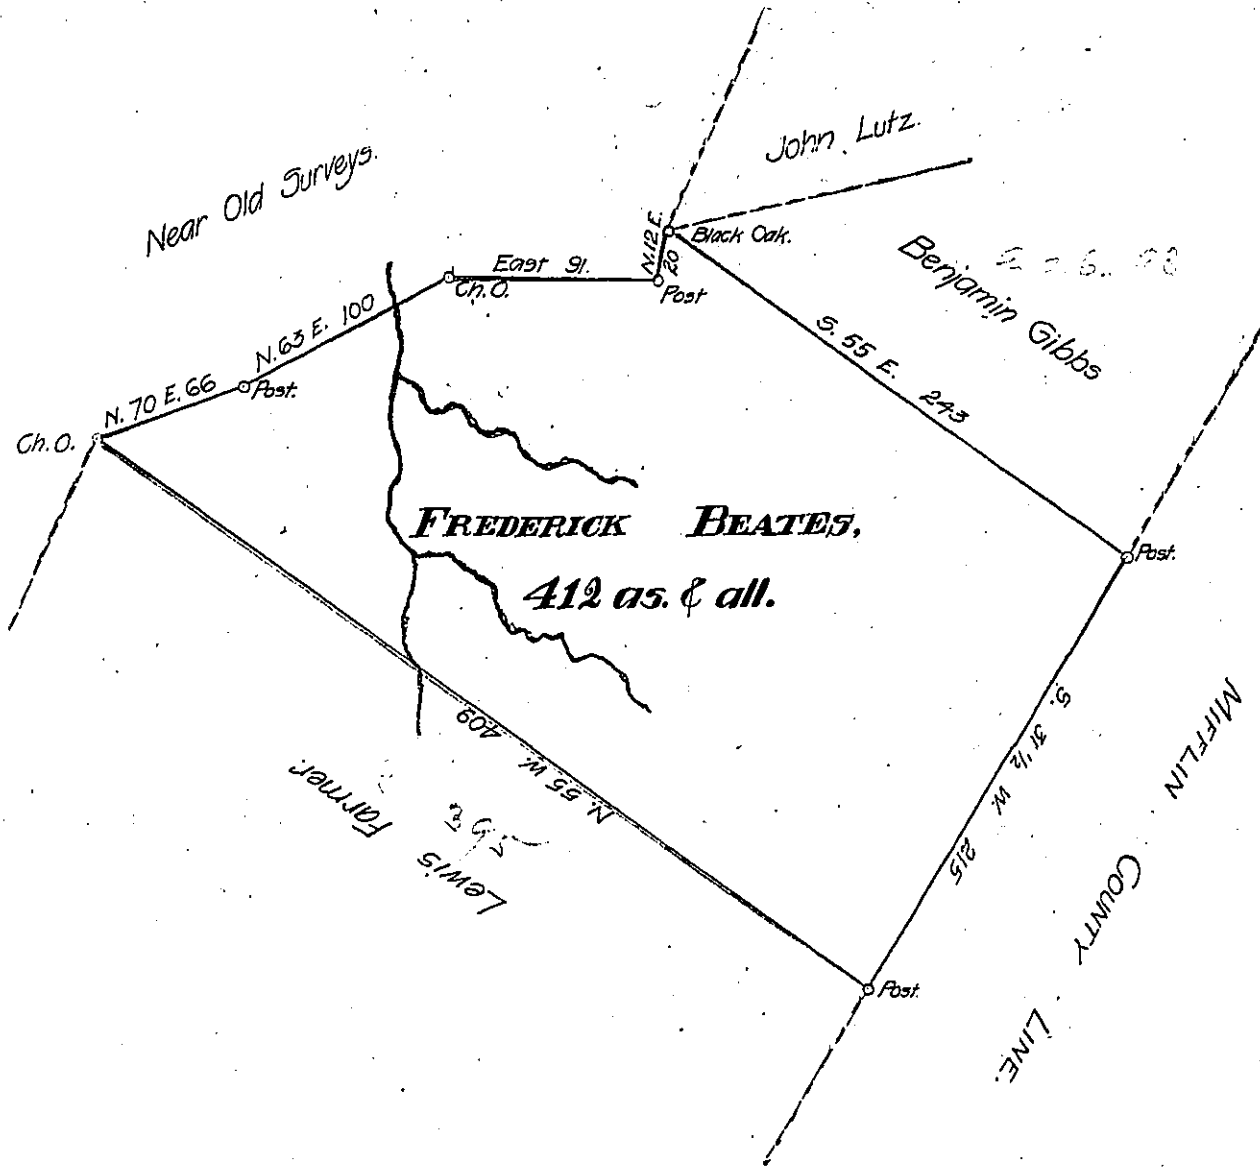 John Lutz.
Near Old Surveys.
N. 12 E.
20
Black Oak.
Benjamin Gibbs
East 91.
Ch. O.
Post
N. 63 E. 100
S. 55 E. 243
N. 70 E. 66
Post.
Ch. O.
FREDERICK BEATES,
412 as. & all.
Post.
S. 31 1/2 W 215
N. 55 W. 409
Lewis Farmer.
MIFFLIN COUNTY LINE.
Post.